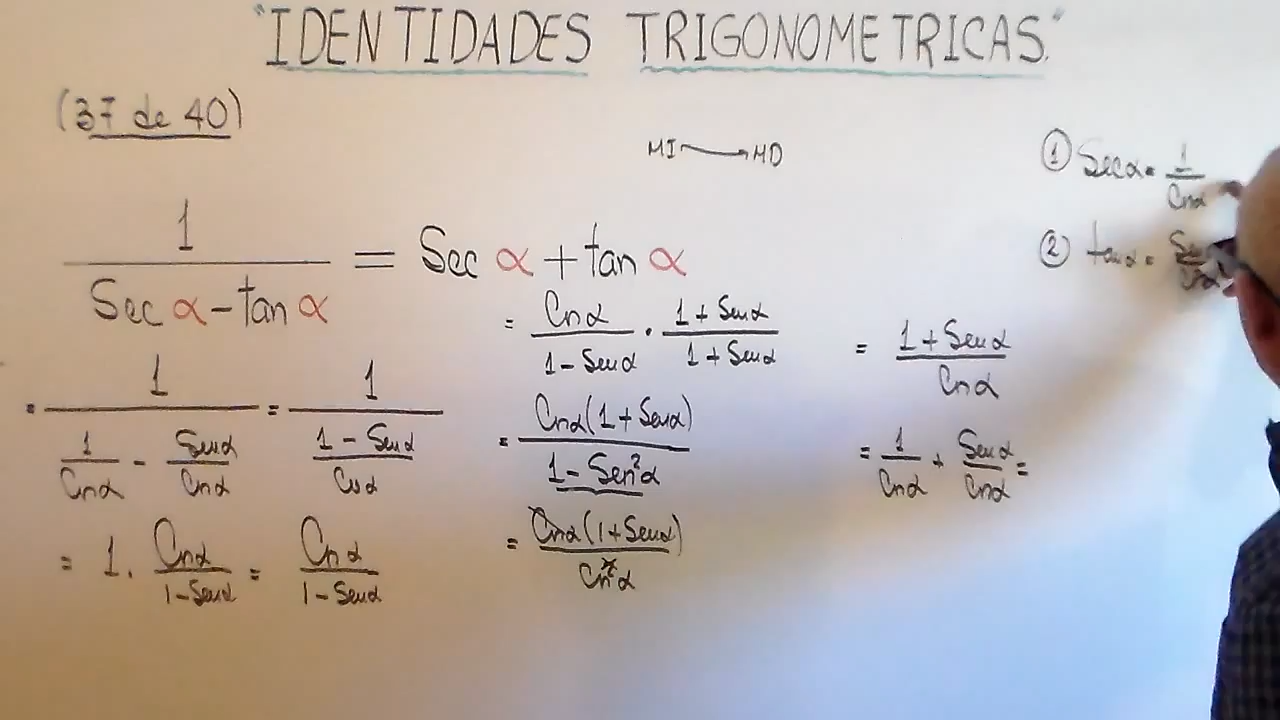 "IDENTIDADES TRIGONOMETRICAS"
(37 de 40)
MI → MD
1 / (Sec α - tan α) = Sec α + tan α
= 1 / (1/Cosα - Senα/Cosα) = 1 / ((1 - Senα)/Cosα)
= 1 . Cosα/(1 - Senα) = Cosα/(1 - Senα)
= Cosα/(1 - Senα) . (1 + Senα)/(1 + Senα)
= Cosα(1 + Senα)/(1 - Sen²α)
= Cosα(1 + Senα)/Cos²α
= (1 + Senα)/Cosα
= 1/Cosα + Senα/Cosα =
① Secα = 1/Cosα
② tanα = Senα/Cosα